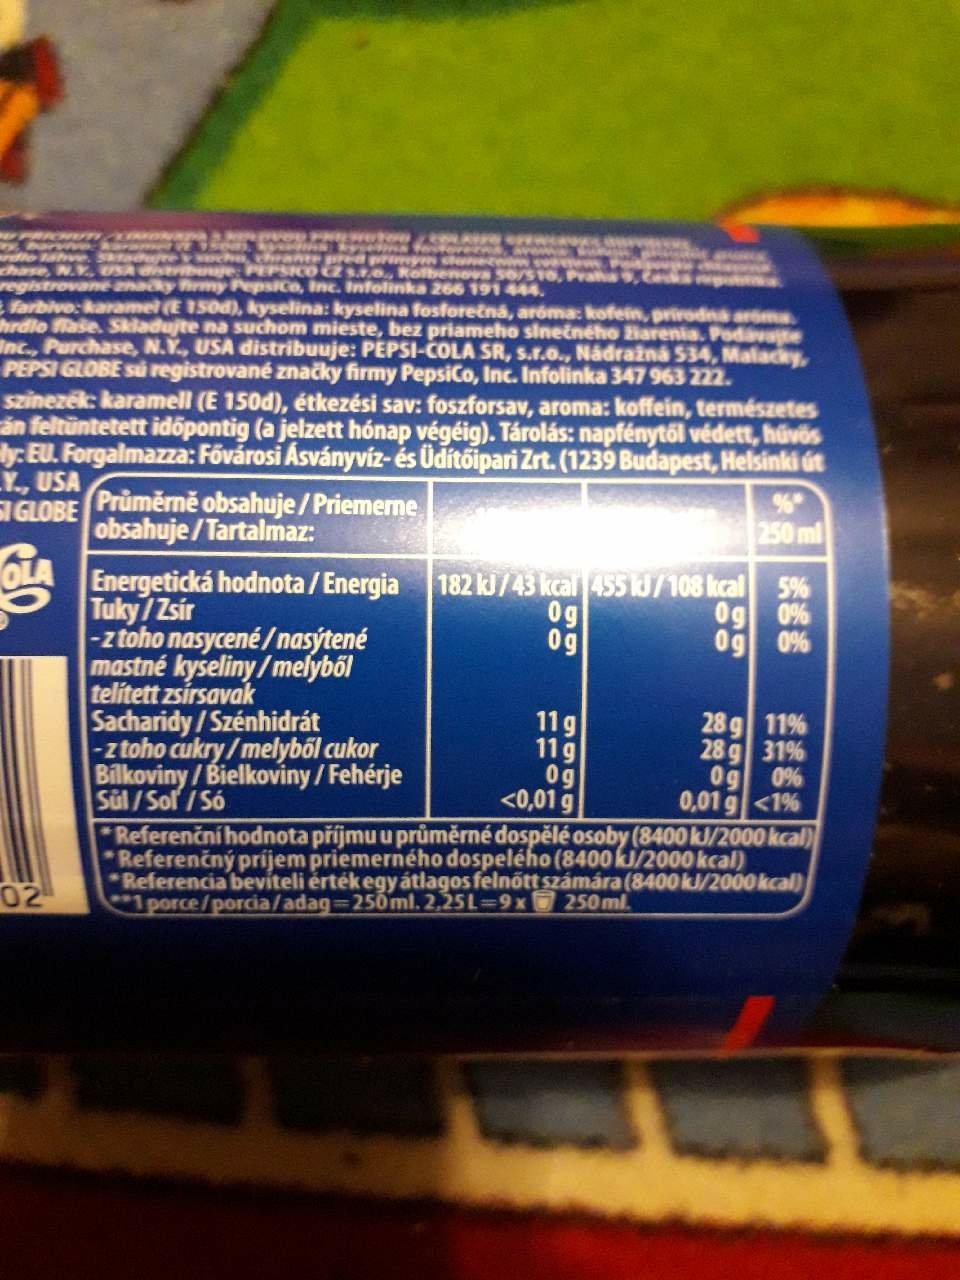 chase, N.Y., USA distribuuje: PEPSICO CZ s.r.o., Kolbenova 50/510, Praha 9, Česká republika.
registrované značky firmy PepsiCo, Inc. Infolinka 266 191 444.
farbivo: karamel (E 150d), kyselina: kyselina fosforečná, aróma: kofeín, prírodná aróma.
hrdlo fľaše. Skladujte na suchom mieste, bez priameho slnečného žiarenia. Podávajte
Inc., Purchase, N.Y., USA distribuuje: PEPSI-COLA SR, s.r.o., Nádražná 534, Malacky,
PEPSI GLOBE sú registrované značky firmy PepsiCo, Inc. Infolinka 347 963 222.
színezék: karamell (E 150d), étkezési sav: foszforsav, aroma: koffein, természetes
án feltüntetett időpontig (a jelzett hónap végéig). Tárolás: napfénytől védett, hűvös
ly: EU. Forgalmazza: Fővárosi Ásványvíz- és Üdítőipari Zrt. (1239 Budapest, Helsinki út
.Y., USA
SI GLOBE
OLA
®
02
Průměrně obsahuje / Priemerne %*
obsahuje / Tartalmaz: 250 ml
Energetická hodnota / Energia 182 kJ / 43 kcal 455 kJ / 108 kcal 5%
Tuky / Zsír 0 g 0 g 0%
- z toho nasycené / nasýtené 0 g 0 g 0%
mastné kyseliny / melyből
telített zsírsavak
Sacharidy / Szénhidrát 11 g 28 g 11%
- z toho cukry / melyből cukor 11 g 28 g 31%
Bílkoviny / Bielkoviny / Fehérje 0 g 0 g 0%
Sůl / Soľ / Só <0,01 g 0,01 g <1%
* Referenční hodnota příjmu u průměrné dospělé osoby (8400 kJ/2000 kcal)
* Referenčný príjem priemerného dospelého (8400 kJ/2000 kcal)
* Referencia beviteli érték egy átlagos felnőtt számára (8400 kJ/2000 kcal)
**1 porce/porcia/adag = 250 ml. 2,25 L = 9 x 250 ml.